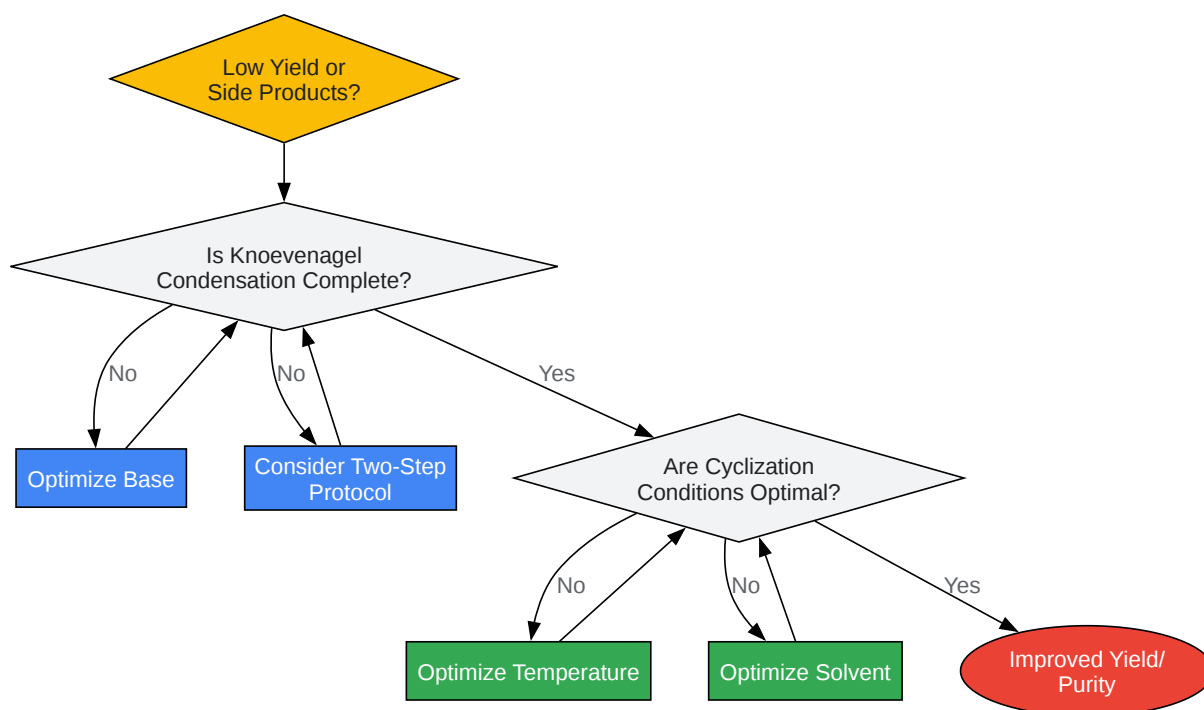 Low Yield or
Side Products?
Is Knoevenagel
Condensation Complete?
No
No
Yes
Optimize Base
Consider Two-Step
Protocol
Are Cyclization
Conditions Optimal?
No
No
Yes
Optimize Temperature
Optimize Solvent
Improved Yield/
Purity